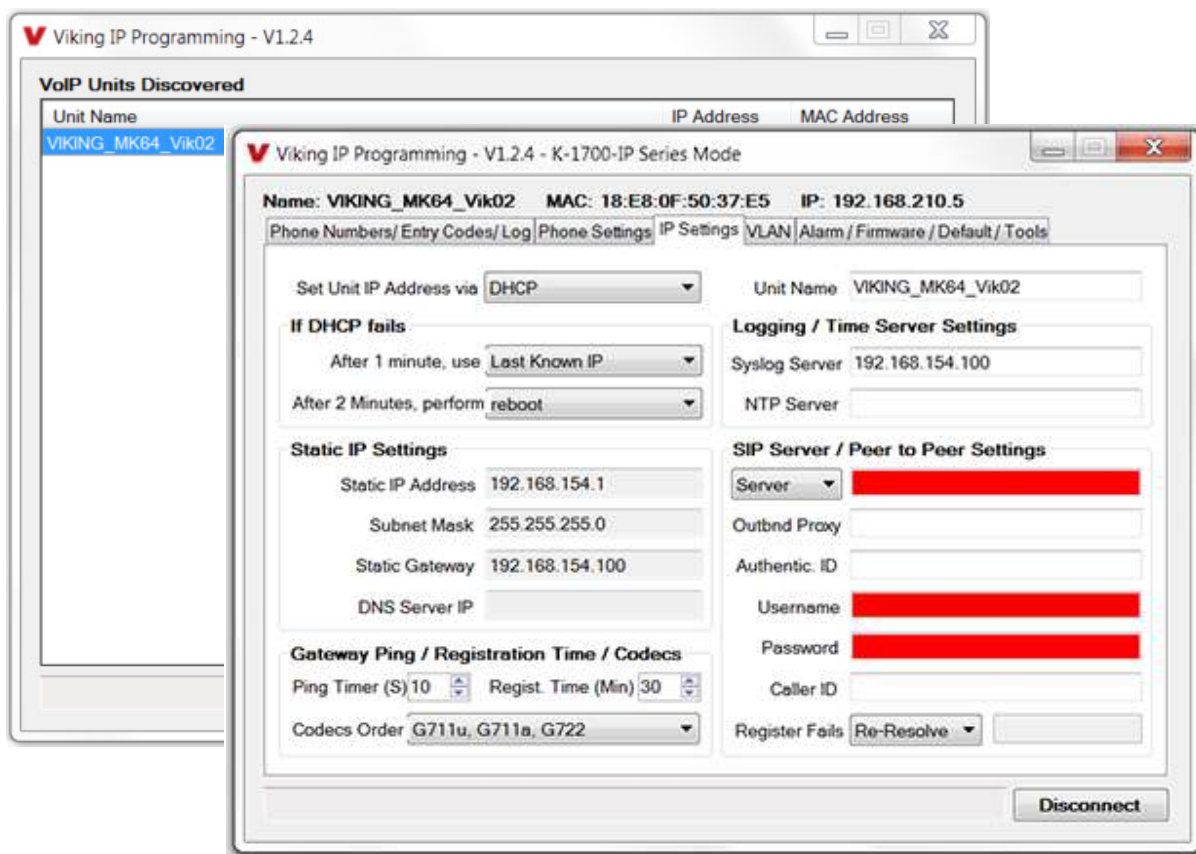 Viking IP Programming - V1.2.4
VoIP Units Discovered
Unit Name IP Address MAC Address
VIKING_MK64_Vik02
Viking IP Programming - V1.2.4 - K-1700-IP Series Mode
Name: VIKING_MK64_Vik02 MAC: 18:E8:0F:50:37:E5 IP: 192.168.210.5
Phone Numbers/ Entry Codes/ Log Phone Settings IP Settings VLAN Alarm / Firmware / Default / Tools
Set Unit IP Address via DHCP
If DHCP fails
After 1 minute, use Last Known IP
After 2 Minutes, perform reboot
Static IP Settings
Static IP Address 192.168.154.1
Subnet Mask 255.255.255.0
Static Gateway 192.168.154.100
DNS Server IP
Gateway Ping / Registration Time / Codecs
Ping Timer (S) 10 Regist. Time (Min) 30
Codecs Order G711u, G711a, G722
Unit Name VIKING_MK64_Vik02
Logging / Time Server Settings
Syslog Server 192.168.154.100
NTP Server
SIP Server / Peer to Peer Settings
Server
Outbnd Proxy
Authentic. ID
Username
Password
Caller ID
Register Fails Re-Resolve
Disconnect